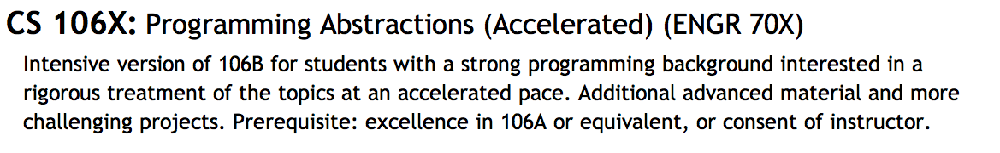 CS 106X: Programming Abstractions (Accelerated) (ENGR 70X)
Intensive version of 106B for students with a strong programming background interested in a
rigorous treatment of the topics at an accelerated pace. Additional advanced material and more
challenging projects. Prerequisite: excellence in 106A or equivalent, or consent of instructor.